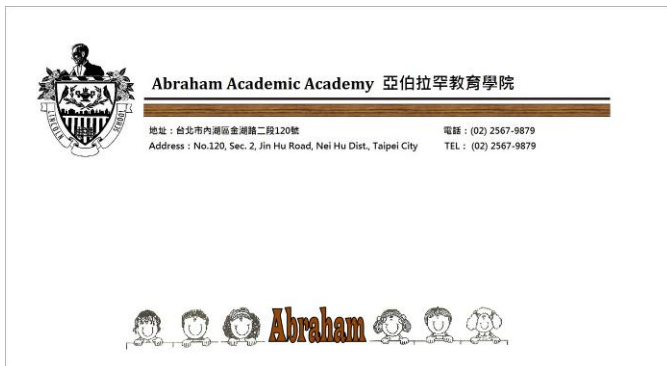 Abraham Academic Academy 亞伯拉罕教育學院
LINCOLN SCHOOL
地址：台北市內湖區金湖路二段120號 電話：(02) 2567-9879
Address：No.120, Sec. 2, Jin Hu Road, Nei Hu Dist., Taipei City TEL： (02) 2567-9879
Abraham